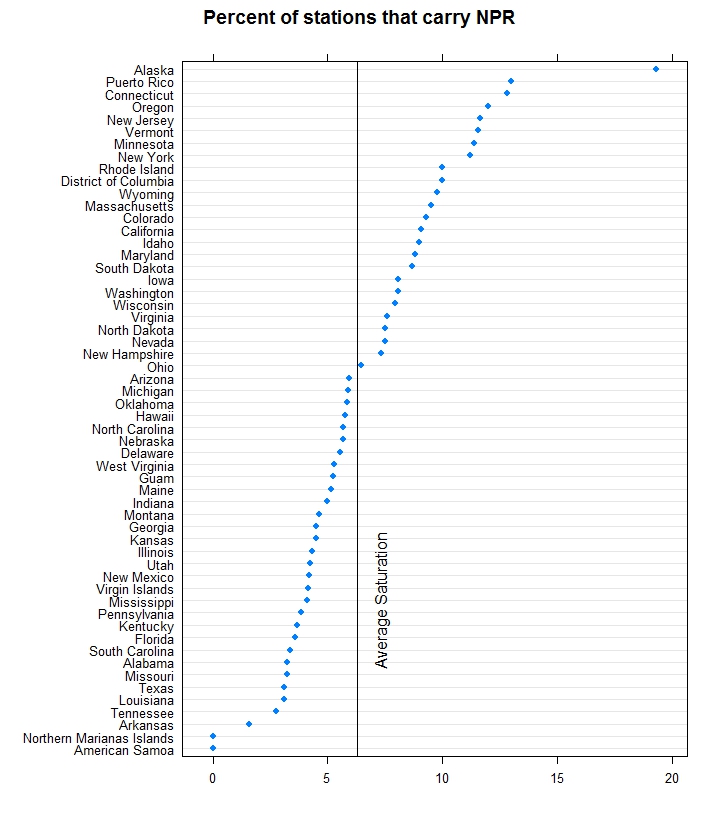 Percent of stations that carry NPR
Alaska
Puerto Rico
Connecticut
Oregon
New Jersey
Vermont
Minnesota
New York
Rhode Island
District of Columbia
Wyoming
Massachusetts
Colorado
California
Idaho
Maryland
South Dakota
Iowa
Washington
Wisconsin
Virginia
North Dakota
Nevada
New Hampshire
Ohio
Arizona
Michigan
Oklahoma
Hawaii
North Carolina
Nebraska
Delaware
West Virginia
Guam
Maine
Indiana
Montana
Georgia
Kansas
Illinois
Utah
New Mexico
Virgin Islands
Mississippi
Pennsylvania
Kentucky
Florida
South Carolina
Alabama
Missouri
Texas
Louisiana
Tennessee
Arkansas
Northern Marianas Islands
American Samoa
Average Saturation
0 5 10 15 20